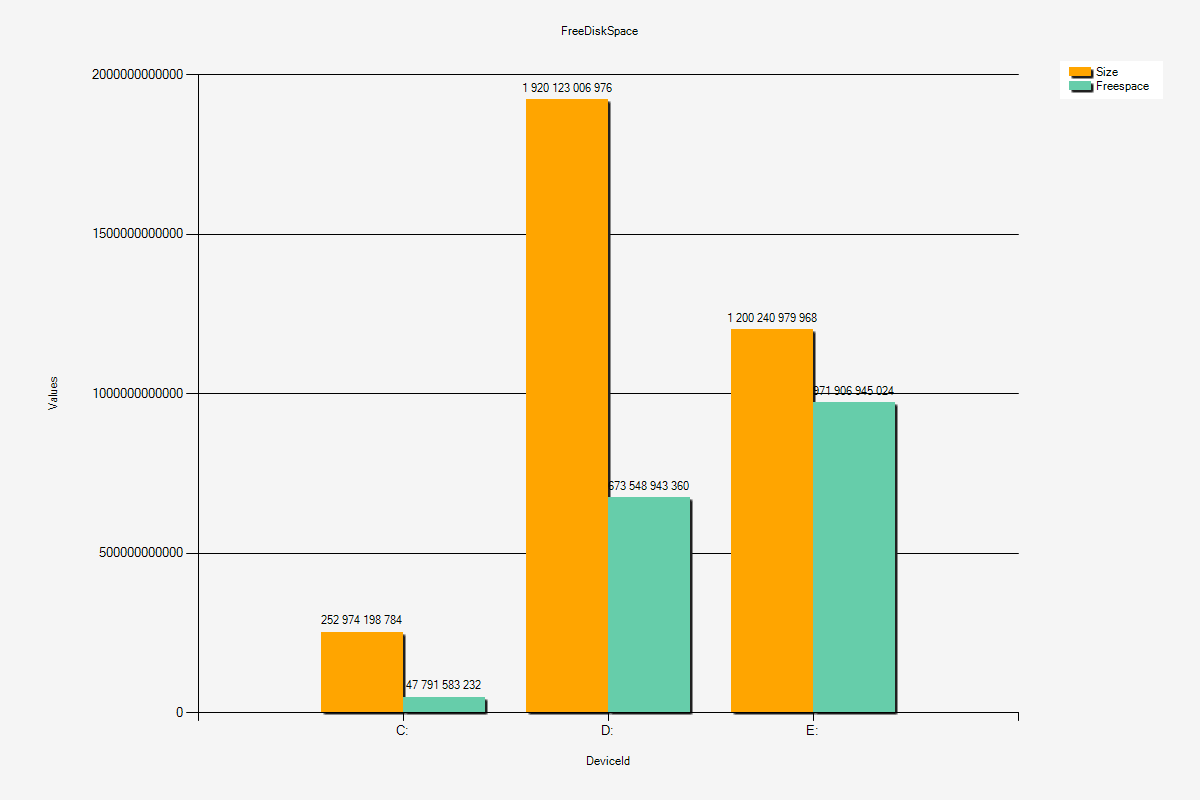 FreeDiskSpace
Size
Freespace
2000000000000
1500000000000
1000000000000
500000000000
0
Values
1 920 123 006 976
1 200 240 979 968
971 906 945 024
673 548 943 360
252 974 198 784
47 791 583 232
C:
D:
E:
DeviceId